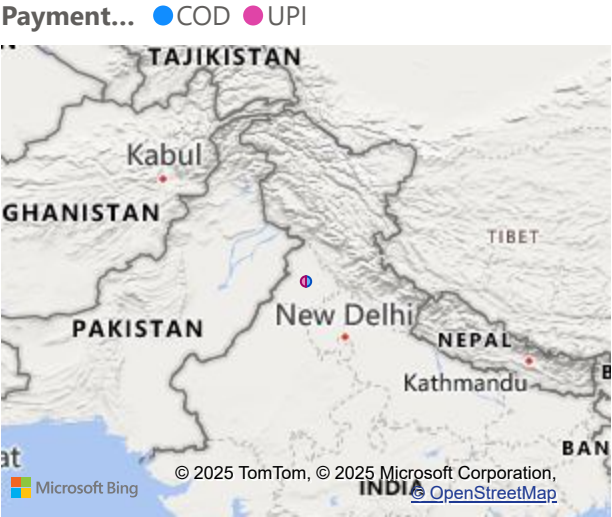 Payment... COD UPI
N
TAJIKISTAN
Kabul
GHANISTAN
TIBET
New Delhi
PAKISTAN
NEPAL
B
Kathmandu
BAN
at
© 2025 TomTom, © 2025 Microsoft Corporation,
Microsoft Bing
INDIA
© OpenStreetMap